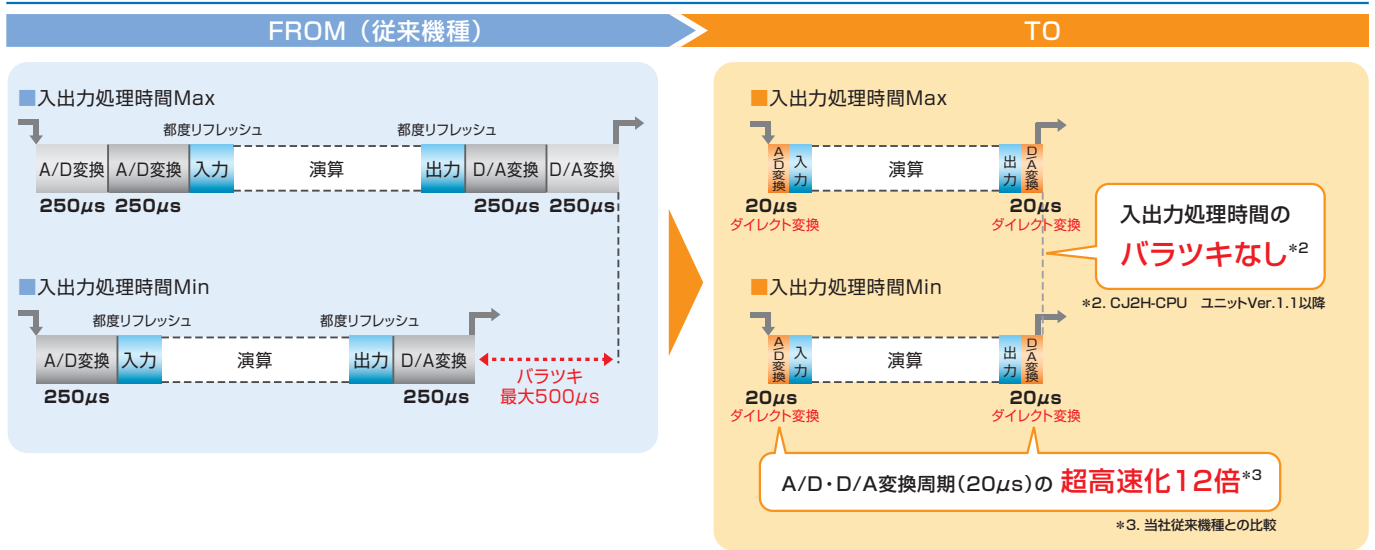 FROM（従来機種）
TO
■入出力処理時間Max
都度リフレッシュ 都度リフレッシュ
A/D変換 A/D変換 入力 演算 出力 D/A変換 D/A変換
250μs 250μs 250μs 250μs
■入出力処理時間Min
都度リフレッシュ 都度リフレッシュ
A/D変換 入力 演算 出力 D/A変換
バラツキ
最大500μs
250μs 250μs
■入出力処理時間Max
A/D変換 入力 演算 出力 D/A変換
20μs 20μs
ダイレクト変換 ダイレクト変換
入出力処理時間の
バラツキなし*2
*2. CJ2H-CPU ユニットVer.1.1以降
■入出力処理時間Min
A/D変換 入力 演算 出力 D/A変換
20μs 20μs
ダイレクト変換 ダイレクト変換
A/D・D/A変換周期（20μs）の 超高速化12倍*3
*3. 当社従来機種との比較